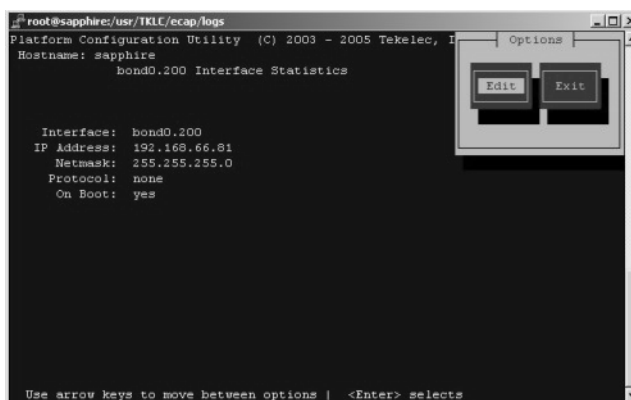 root@sapphire:/usr/TKLC/ecap/logs
Platform Configuration Utility (C) 2003 - 2005 Tekelec, I
Options
Hostname: sapphire
bond0.200 Interface Statistics
Edit Exit
Interface: bond0.200
IP Address: 192.168.66.81
Netmask: 255.255.255.0
Protocol: none
On Boot: yes
Use arrow keys to move between options | <Enter> selects